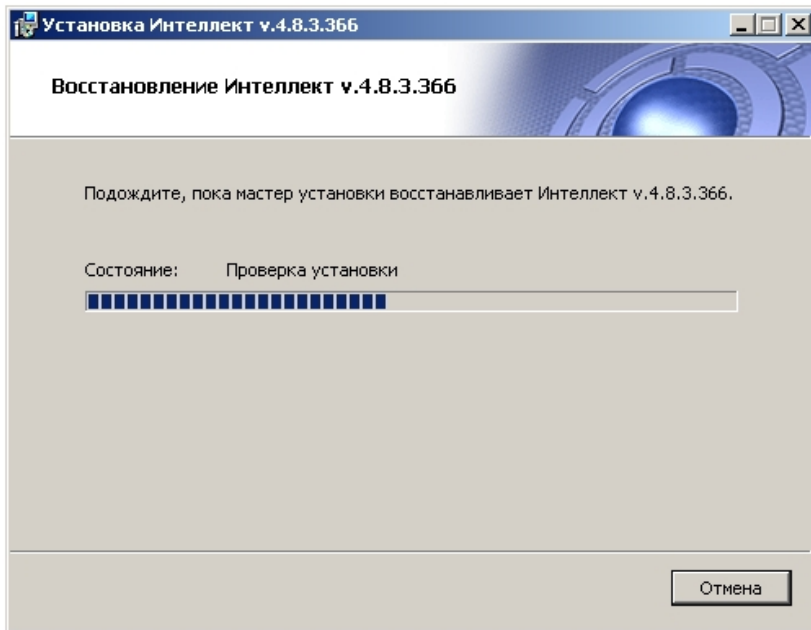 Установка Интеллект v.4.8.3.366
Восстановление Интеллект v.4.8.3.366
Подождите, пока мастер установки восстанавливает Интеллект v.4.8.3.366.
Состояние: Проверка установки
Отмена